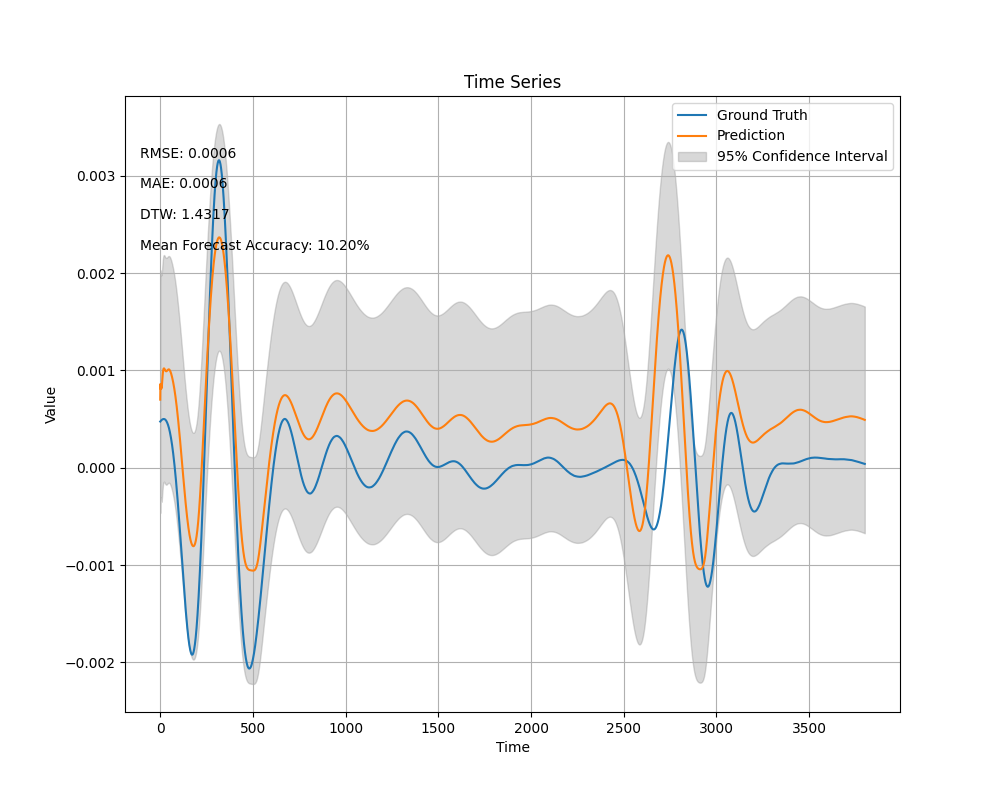 Time Series
Ground Truth
Prediction
95% Confidence Interval
RMSE: 0.0006
MAE: 0.0006
DTW: 1.4317
Mean Forecast Accuracy: 10.20%
Value
0.003
0.002
0.001
0.000
−0.001
−0.002
0 500 1000 1500 2000 2500 3000 3500
Time